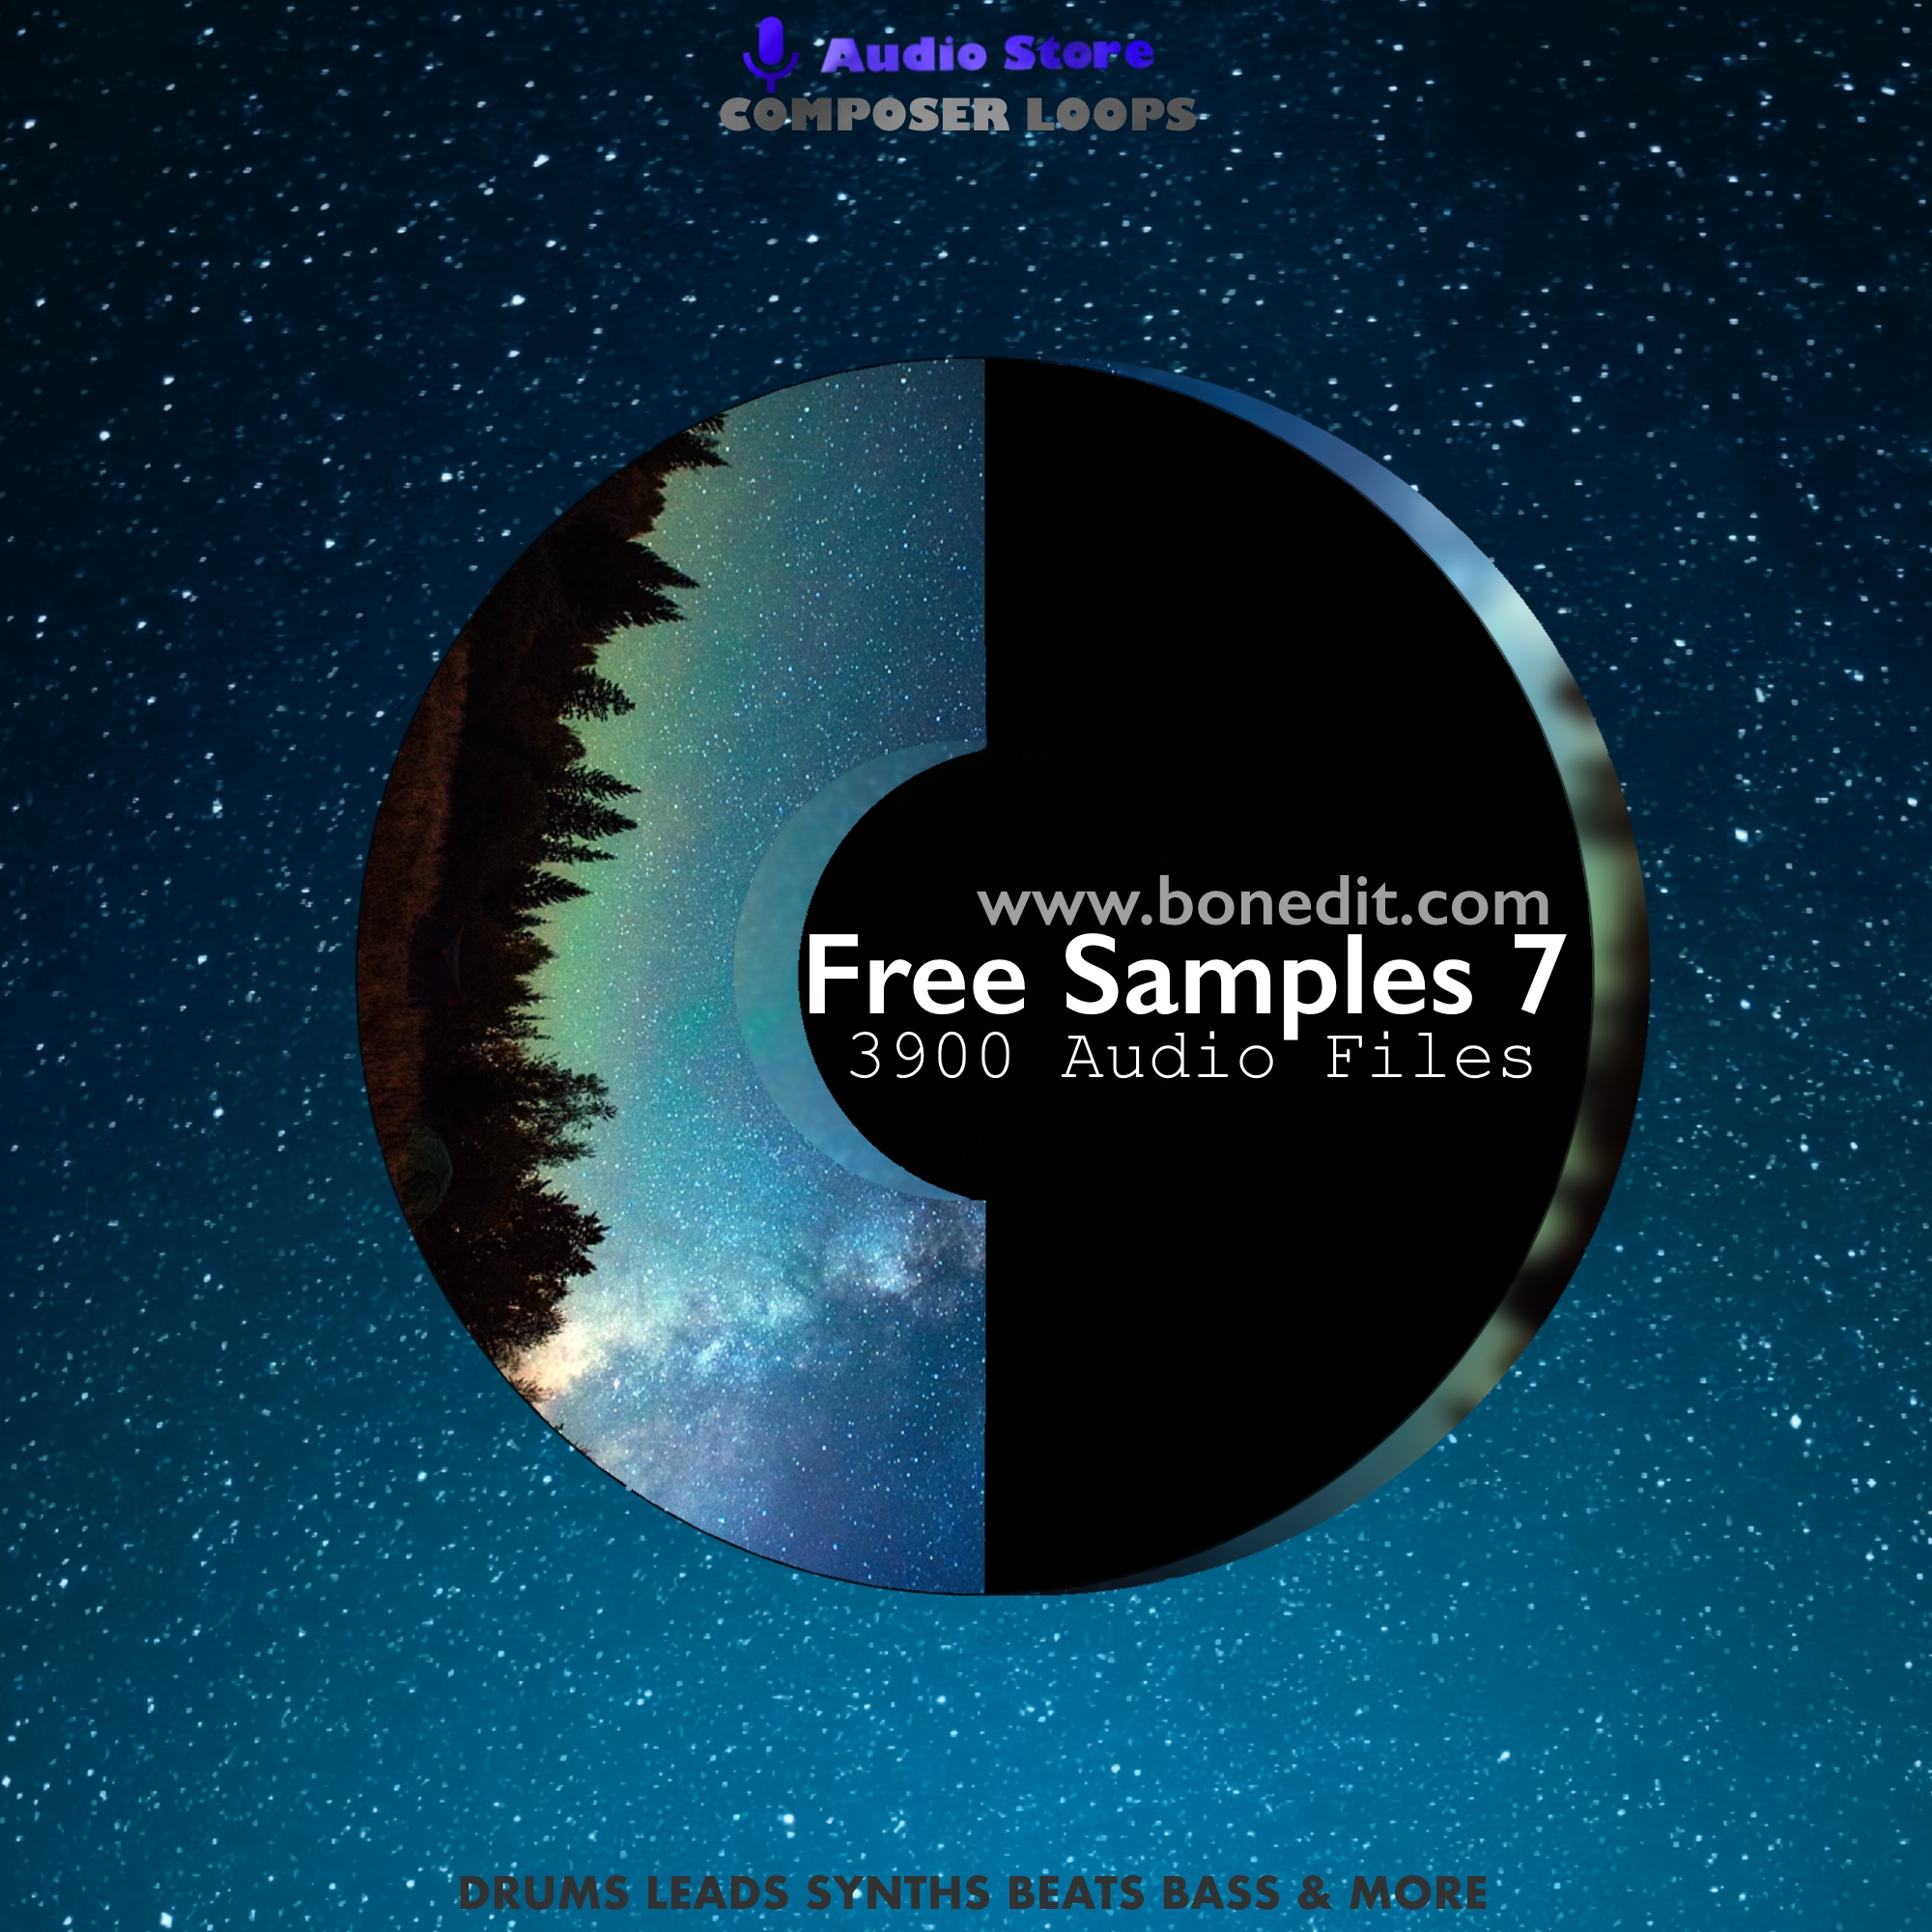 Audio Store
COMPOSER LOOPS
www.bonedit.com
Free Samples 7
3900 Audio Files
DRUMS LEADS SYNTHS BEATS BASS & MORE